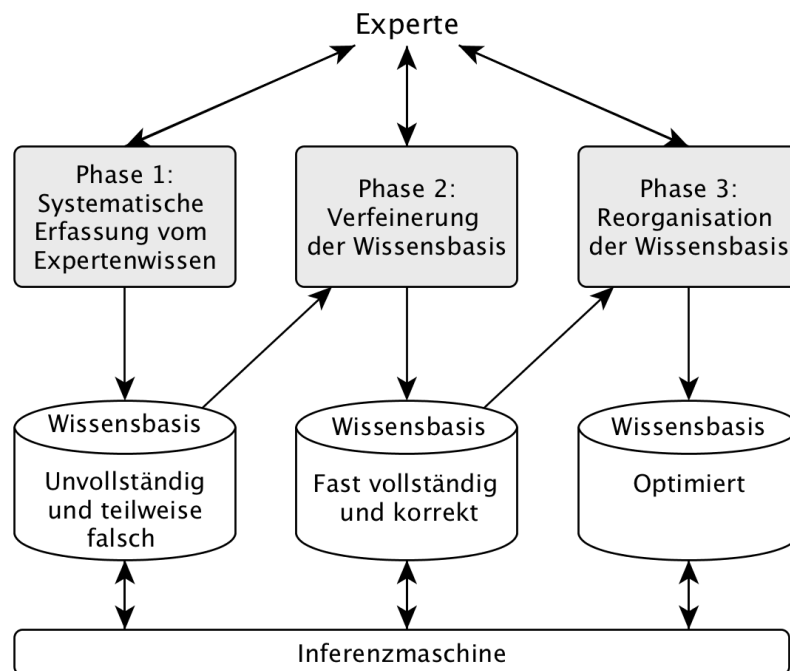 Experte
Phase 1:
Systematische
Erfassung vom
Expertenwissen
Phase 2:
Verfeinerung
der Wissensbasis
Phase 3:
Reorganisation
der Wissensbasis
Wissensbasis
Unvollständig
und teilweise
falsch
Wissensbasis
Fast vollständig
und korrekt
Wissensbasis
Optimiert
Inferenzmaschine